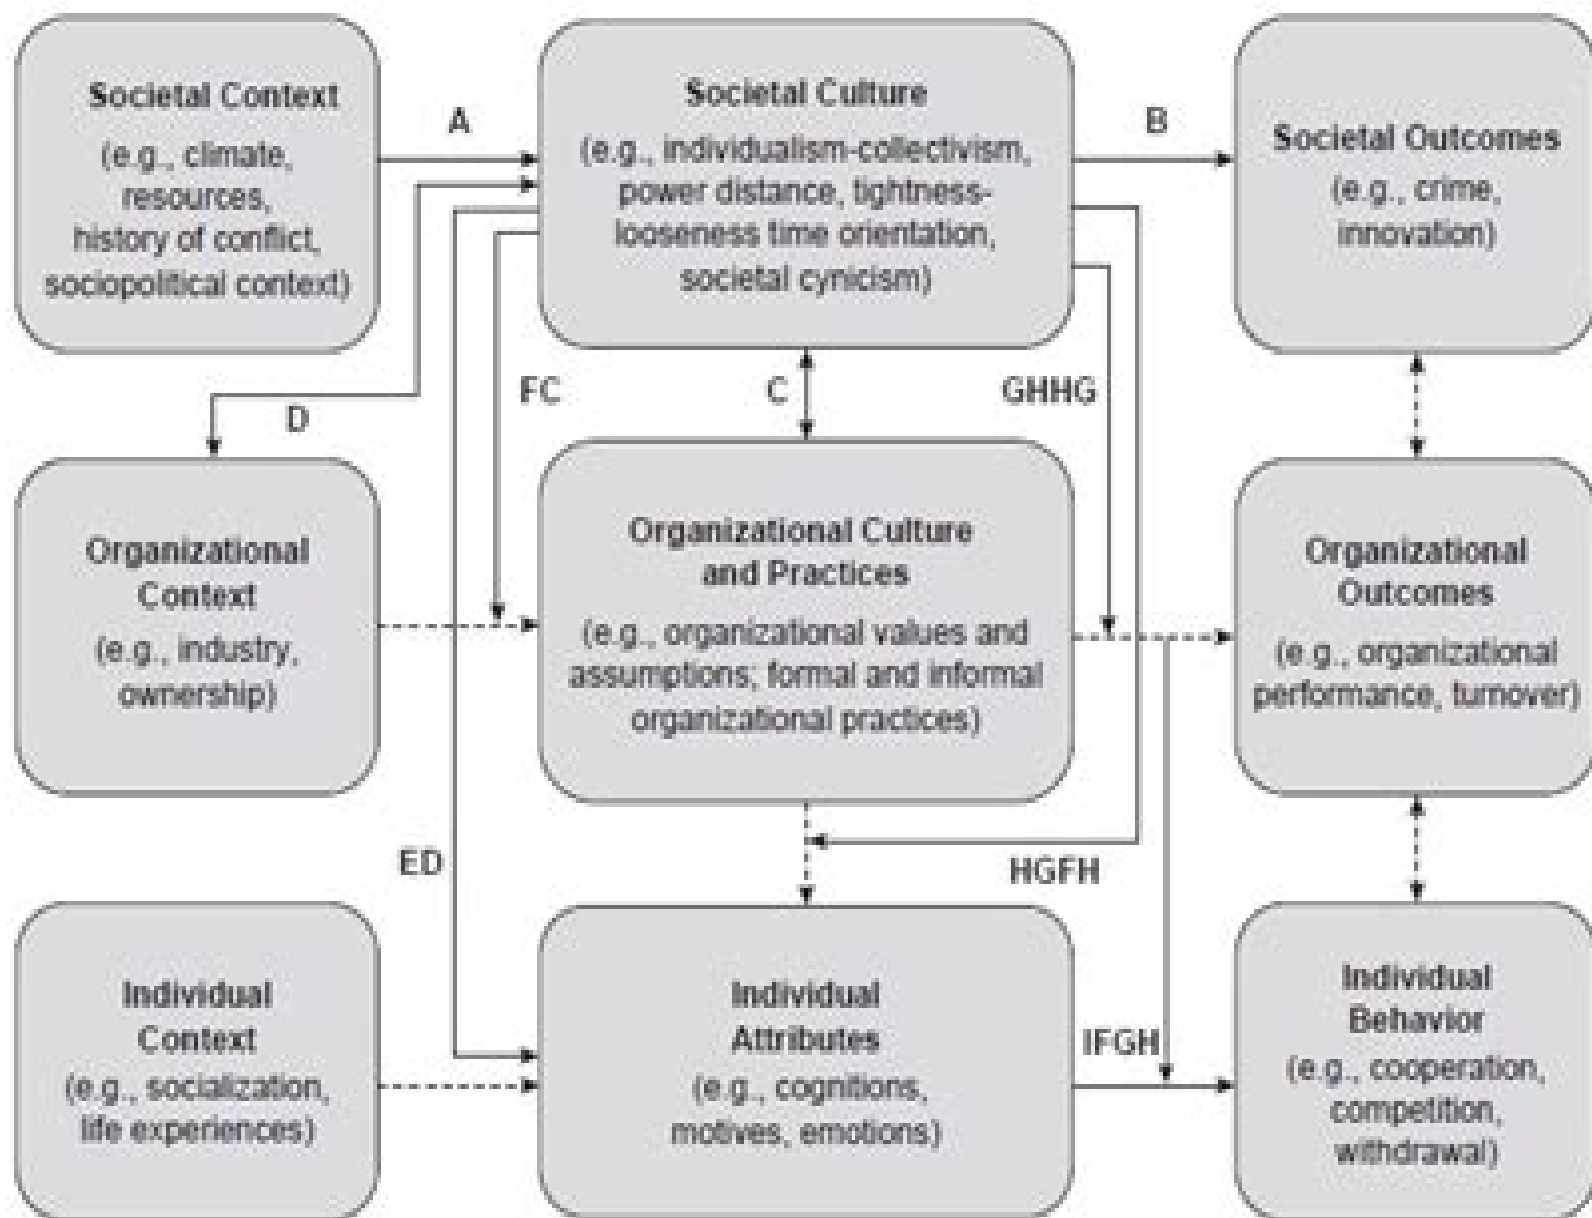 Societal Context
(e.g., climate,
resources,
history of conflict,
sociopolitical context)
A
Societal Culture
(e.g., individualism-collectivism,
power distance, tightness-
looseness time orientation,
societal cynicism)
B
Societal Outcomes
(e.g., crime,
innovation)
D
FC
C
GHHG
Organizational
Context
(e.g., industry,
ownership)
Organizational Culture
and Practices
(e.g., organizational values and
assumptions; formal and informal
organizational practices)
Organizational
Outcomes
(e.g., organizational
performance, turnover)
ED
HGFH
Individual
Context
(e.g., socialization,
life experiences)
Individual
Attributes
(e.g., cognitions,
motives, emotions)
IFGH
Individual
Behavior
(e.g., cooperation,
competition,
withdrawal)